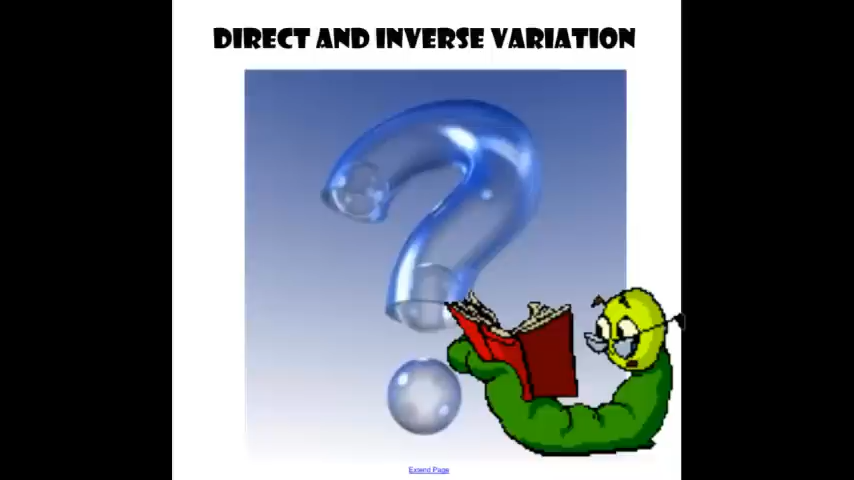 DIRECT AND INVERSE VARIATION
Extend Page